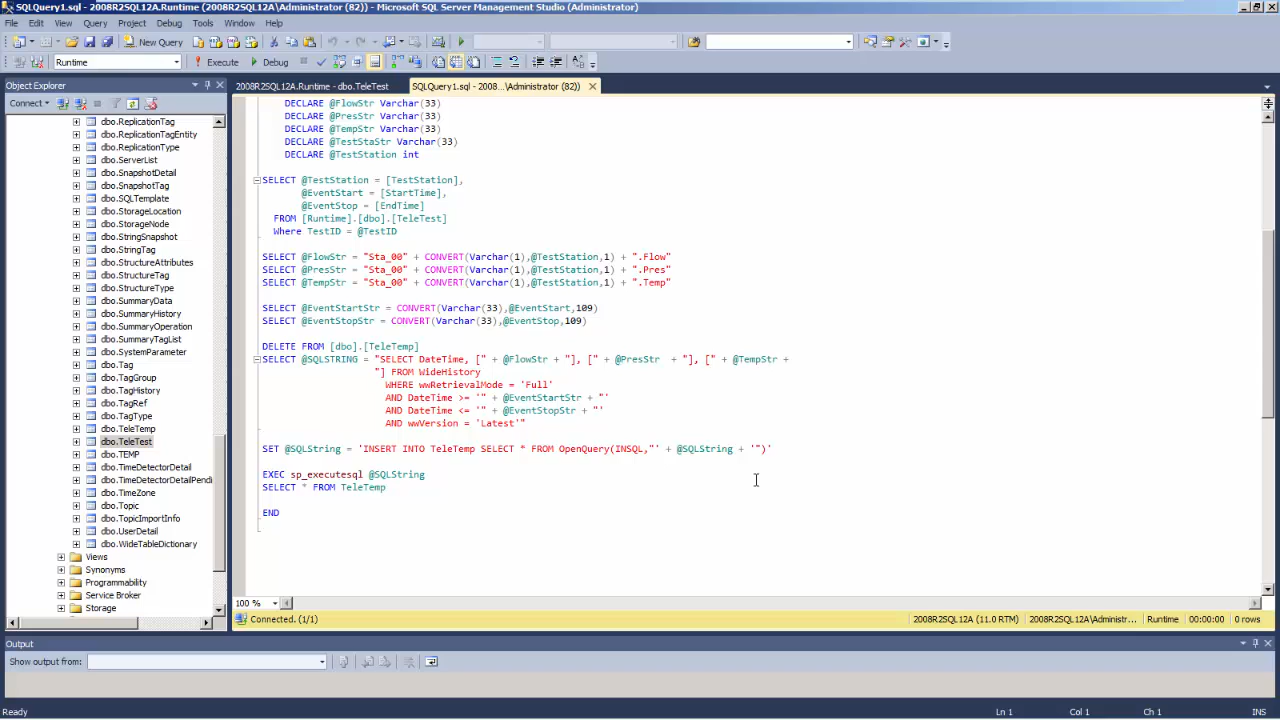 SQLQuery1.sql - 2008R2SQL12A.Runtime (2008R2SQL12A\Administrator (82)) - Microsoft SQL Server Management Studio (Administrator)
File Edit View Query Project Debug Tools Window Help
New Query
Runtime Execute Debug
Object Explorer
2008R2SQL12A.Runtime - dbo.TeleTest
SQLQuery1.sql - 2008...\Administrator (82))
Connect
dbo.ReplicationTag
dbo.ReplicationTagEntity
dbo.ReplicationType
dbo.ServerList
dbo.SnapshotDetail
dbo.SnapshotTag
dbo.SQLTemplate
dbo.StorageLocation
dbo.StorageNode
dbo.StringSnapshot
dbo.StringTag
dbo.StructureAttributes
dbo.StructureTag
dbo.StructureType
dbo.SummaryData
dbo.SummaryHistory
dbo.SummaryOperation
dbo.SummaryTagList
dbo.SystemParameter
dbo.Tag
dbo.TagGroup
dbo.TagHistory
dbo.TagRef
dbo.TagType
dbo.TeleTemp
dbo.TeleTest
dbo.TEMP
dbo.TimeDetectorDetail
dbo.TimeDetectorDetailPendi
dbo.TimeZone
dbo.Topic
dbo.TopicImportInfo
dbo.UserDetail
dbo.WideTableDictionary
Views
Synonyms
Programmability
Service Broker
Storage
DECLARE @FlowStr Varchar(33)
DECLARE @PresStr Varchar(33)
DECLARE @TempStr Varchar(33)
DECLARE @TestStaStr Varchar(33)
DECLARE @TestStation int
SELECT @TestStation = [TestStation],
@EventStart = [StartTime],
@EventStop = [EndTime]
FROM [Runtime].[dbo].[TeleTest]
Where TestID = @TestID
SELECT @FlowStr = "Sta_00" + CONVERT(Varchar(1),@TestStation,1) + ".Flow"
SELECT @PresStr = "Sta_00" + CONVERT(Varchar(1),@TestStation,1) + ".Pres"
SELECT @TempStr = "Sta_00" + CONVERT(Varchar(1),@TestStation,1) + ".Temp"
SELECT @EventStartStr = CONVERT(Varchar(33),@EventStart,109)
SELECT @EventStopStr = CONVERT(Varchar(33),@EventStop,109)
DELETE FROM [dbo].[TeleTemp]
SELECT @SQLSTRING = "SELECT DateTime, [" + @FlowStr + "], [" + @PresStr + "], [" + @TempStr +
"] FROM WideHistory
WHERE wwRetrievalMode = 'Full'
AND DateTime >= '" + @EventStartStr + "'
AND DateTime <= '" + @EventStopStr + "'
AND wwVersion = 'Latest'"
SET @SQLString = 'INSERT INTO TeleTemp SELECT * FROM OpenQuery(INSQL,"' + @SQLString + '")'
EXEC sp_executesql @SQLString
SELECT * FROM TeleTemp
END
100 %
Connected. (1/1)
2008R2SQL12A (11.0 RTM) 2008R2SQL12A\Administr... Runtime 00:00:00 0 rows
Output
Show output from:
Ready Ln 1 Col 1 Ch 1 INS